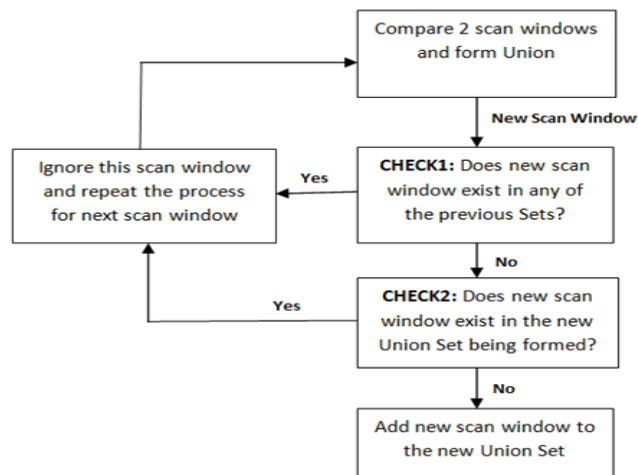 Compare 2 scan windows
and form Union
New Scan Window
Ignore this scan window
and repeat the process
for next scan window
Yes
CHECK1: Does new scan
window exist in any of
the previous Sets?
No
Yes
CHECK2: Does new scan
window exist in the new
Union Set being formed?
No
Add new scan window to
the new Union Set